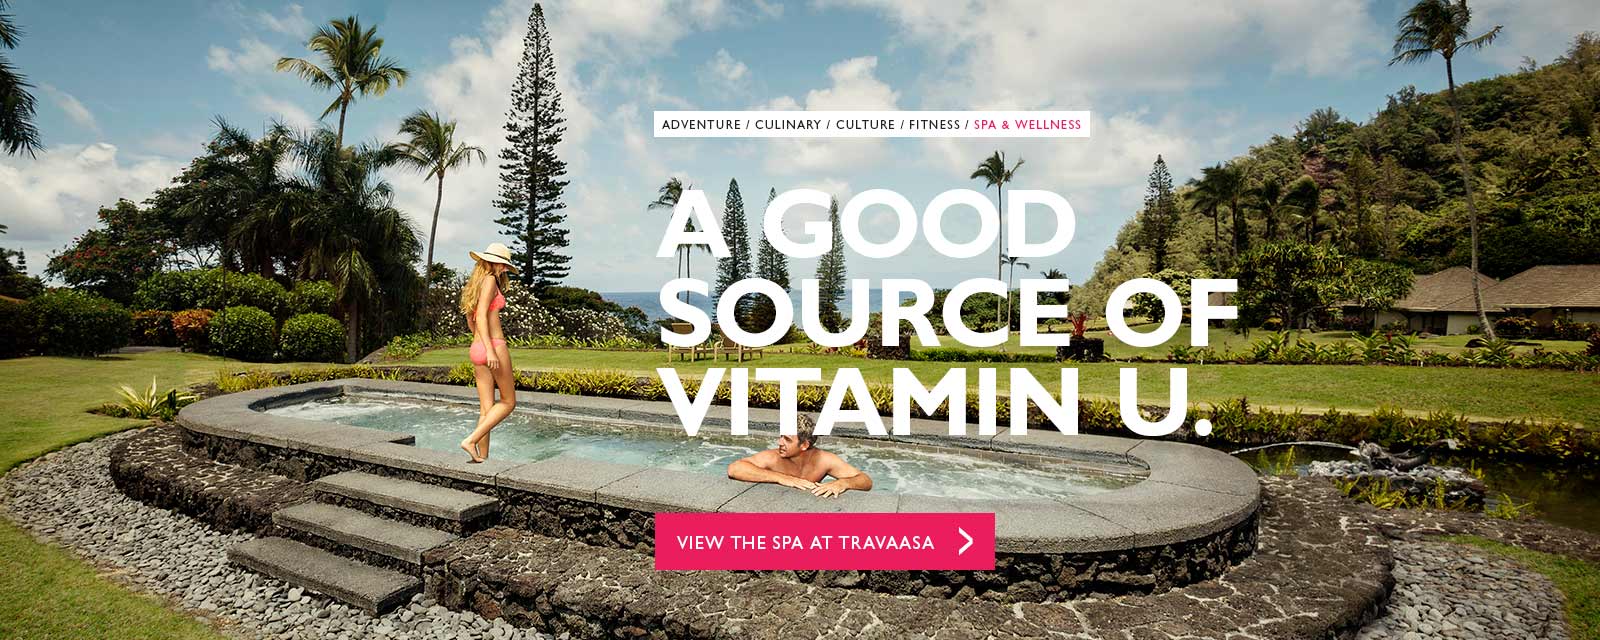 ADVENTURE / CULINARY / CULTURE / FITNESS / SPA & WELLNESS
A GOOD
SOURCE OF
VITAMIN U.
VIEW THE SPA AT TRAVAASA >